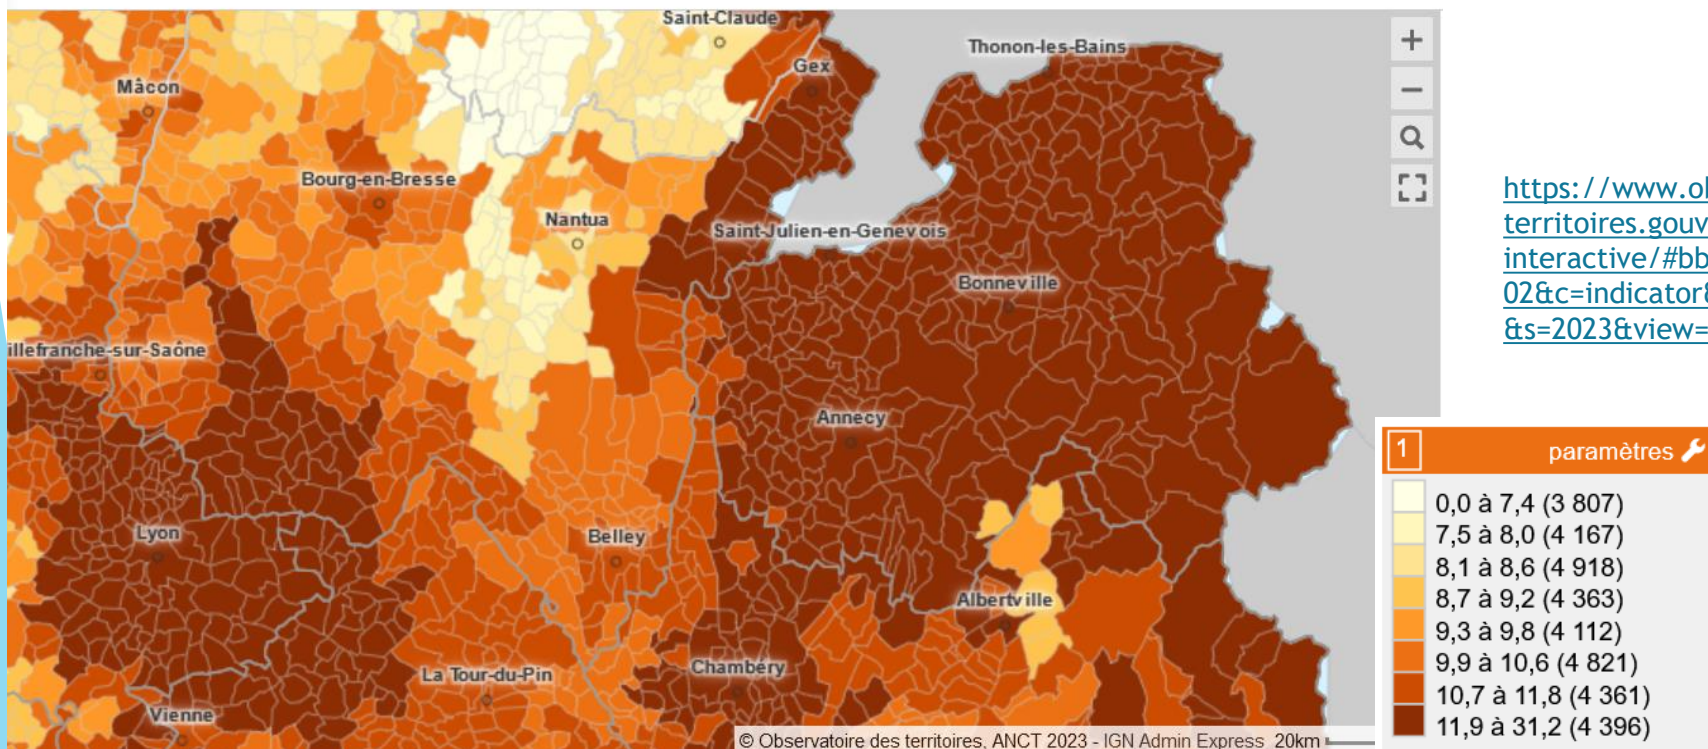 Saint-Claude
Thonon-les-Bains
Gex
Mâcon
Bourg-en-Bresse
Nantua
Saint-Julien-en-Genevois
Bonneville
illefranche-sur-Saône
Annecy
Lyon
Belley
Albertville
Chambéry
La Tour-du-Pin
Vienne
© Observatoire des territoires, ANCT 2023 - IGN Admin Express 20km
https://www.ol
territoires.gouv
interactive/#bb
02&c=indicator&
&s=2023&view=
1 paramètres
0,0 à 7,4 (3 807)
7,5 à 8,0 (4 167)
8,1 à 8,6 (4 918)
8,7 à 9,2 (4 363)
9,3 à 9,8 (4 112)
9,9 à 10,6 (4 821)
10,7 à 11,8 (4 361)
11,9 à 31,2 (4 396)